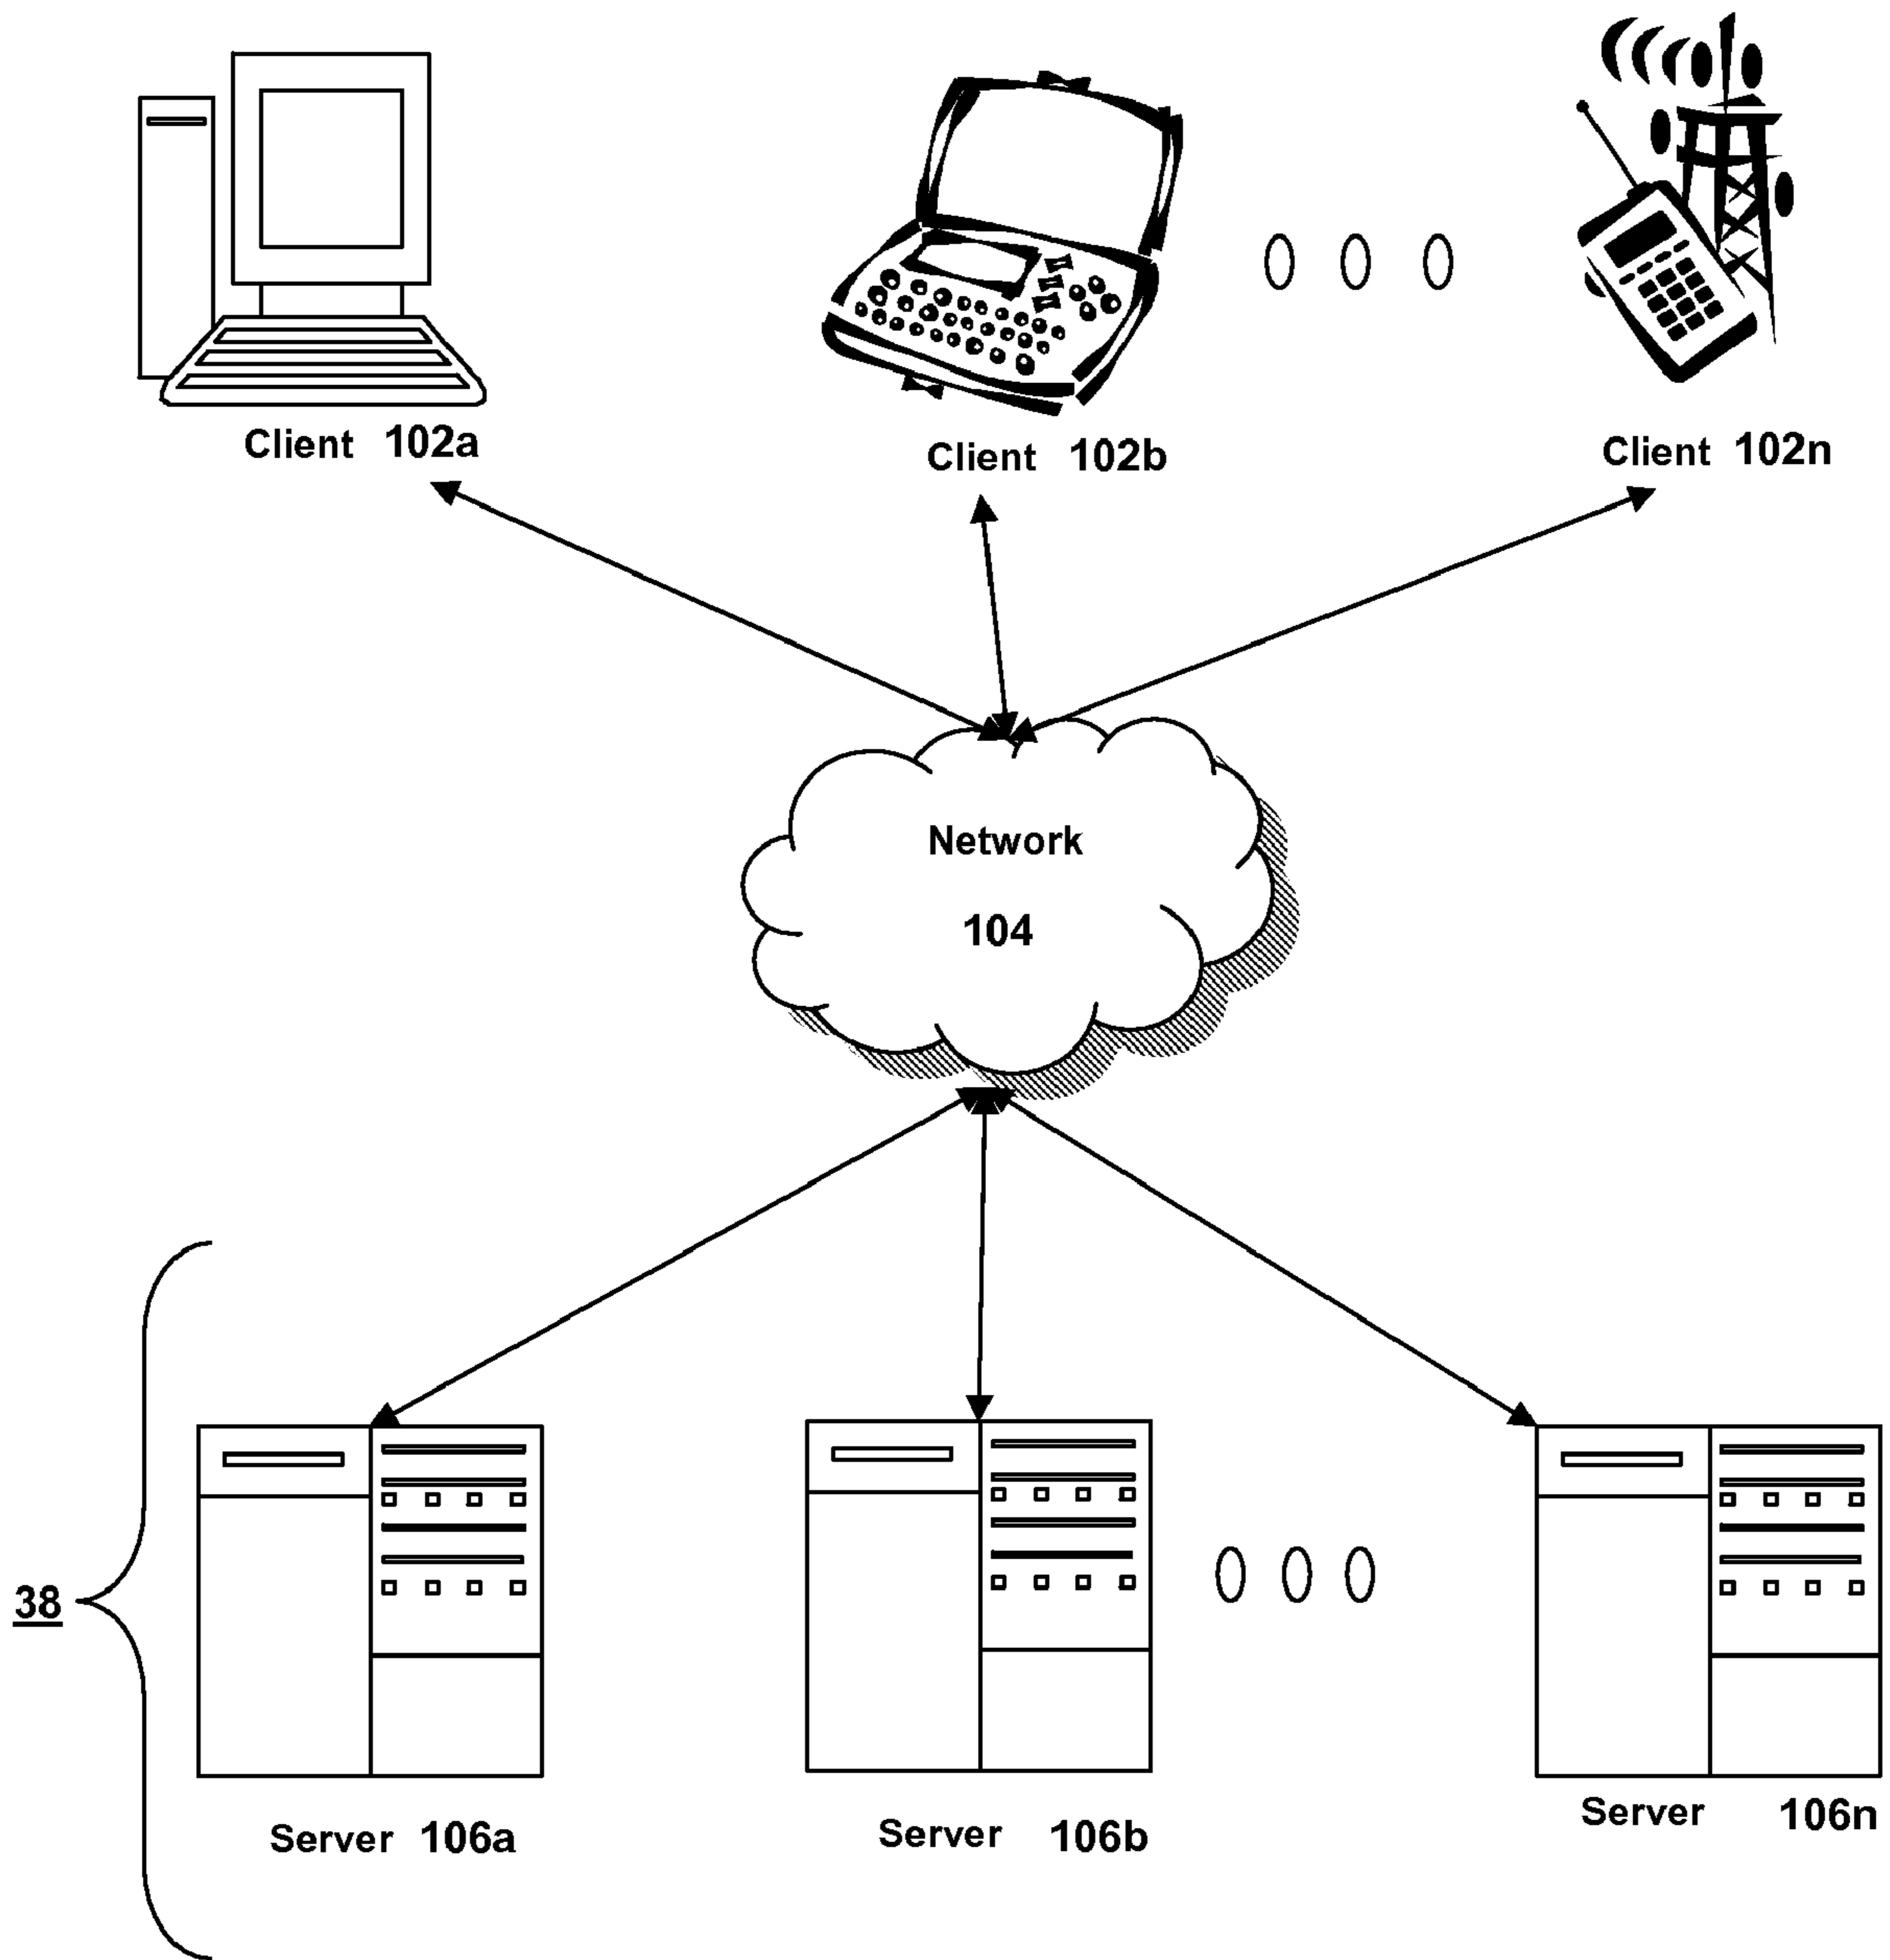 Client 102a
Client 102b
Client 102n
Network
104
38
Server 106a
Server 106b
Server 106n